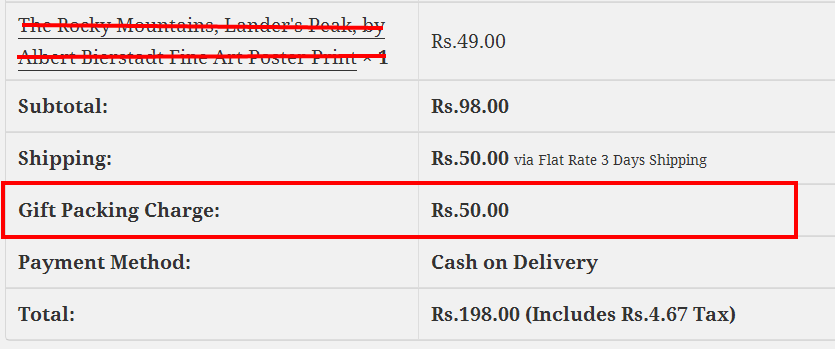 The Rocky Mountains, Lander's Peak, by
Albert Bierstadt Fine Art Poster Print × 1
Rs.49.00
Subtotal: Rs.98.00
Shipping: Rs.50.00 via Flat Rate 3 Days Shipping
Gift Packing Charge: Rs.50.00
Payment Method: Cash on Delivery
Total: Rs.198.00 (Includes Rs.4.67 Tax)